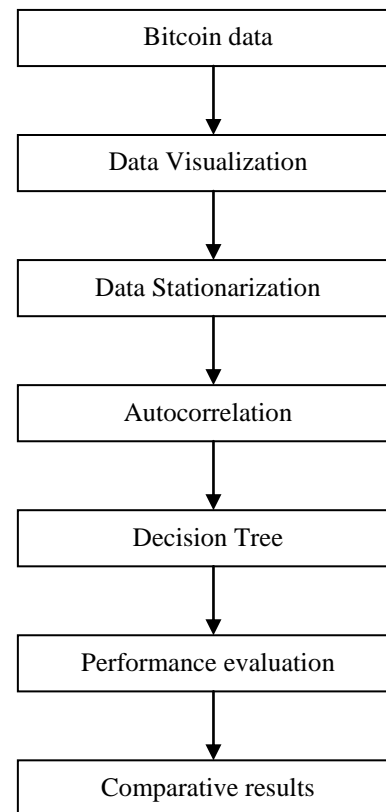 Bitcoin data
Data Visualization
Data Stationarization
Autocorrelation
Decision Tree
Performance evaluation
Comparative results